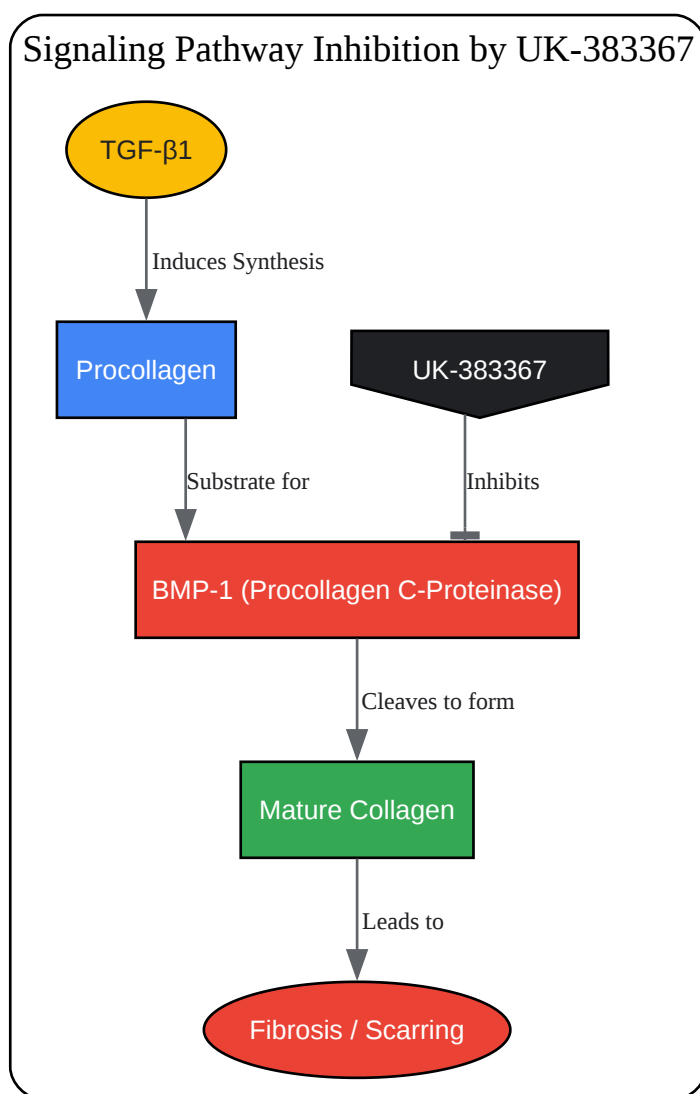 Signaling Pathway Inhibition by UK-383367
TGF-β1
Induces Synthesis
Procollagen
UK-383367
Substrate for
Inhibits
BMP-1 (Procollagen C-Proteinase)
Cleaves to form
Mature Collagen
Leads to
Fibrosis / Scarring